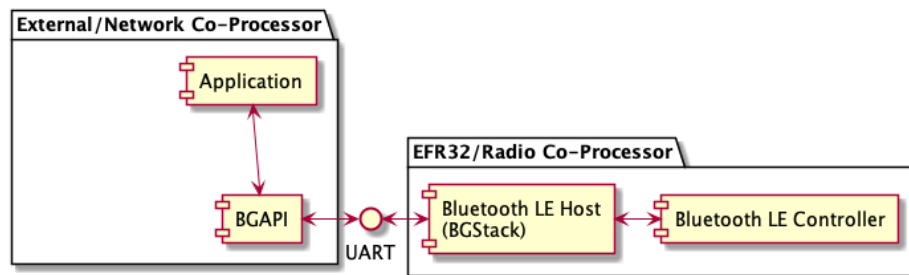 External/Network Co-Processor
Application
EFR32/Radio Co-Processor
BGAPI
UART
Bluetooth LE Host
(BGStack)
Bluetooth LE Controller